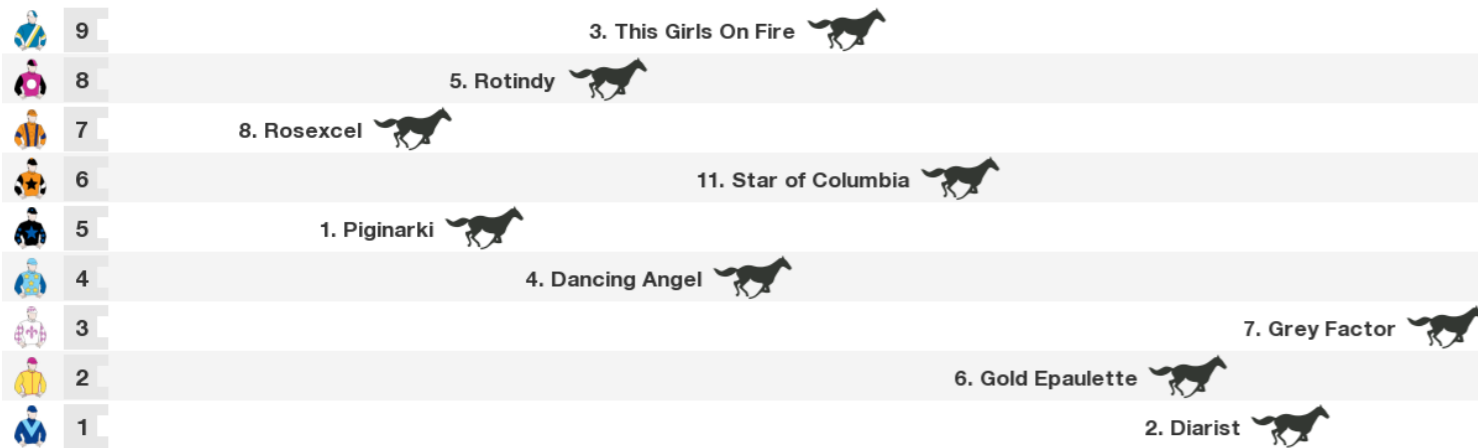 9 3. This Girls On Fire
8 5. Rotindy
7 8. Rosexcel
6 11. Star of Columbia
5 1. Piginarki
4 4. Dancing Angel
3 7. Grey Factor
2 6. Gold Epaulette
1 2. Diarist